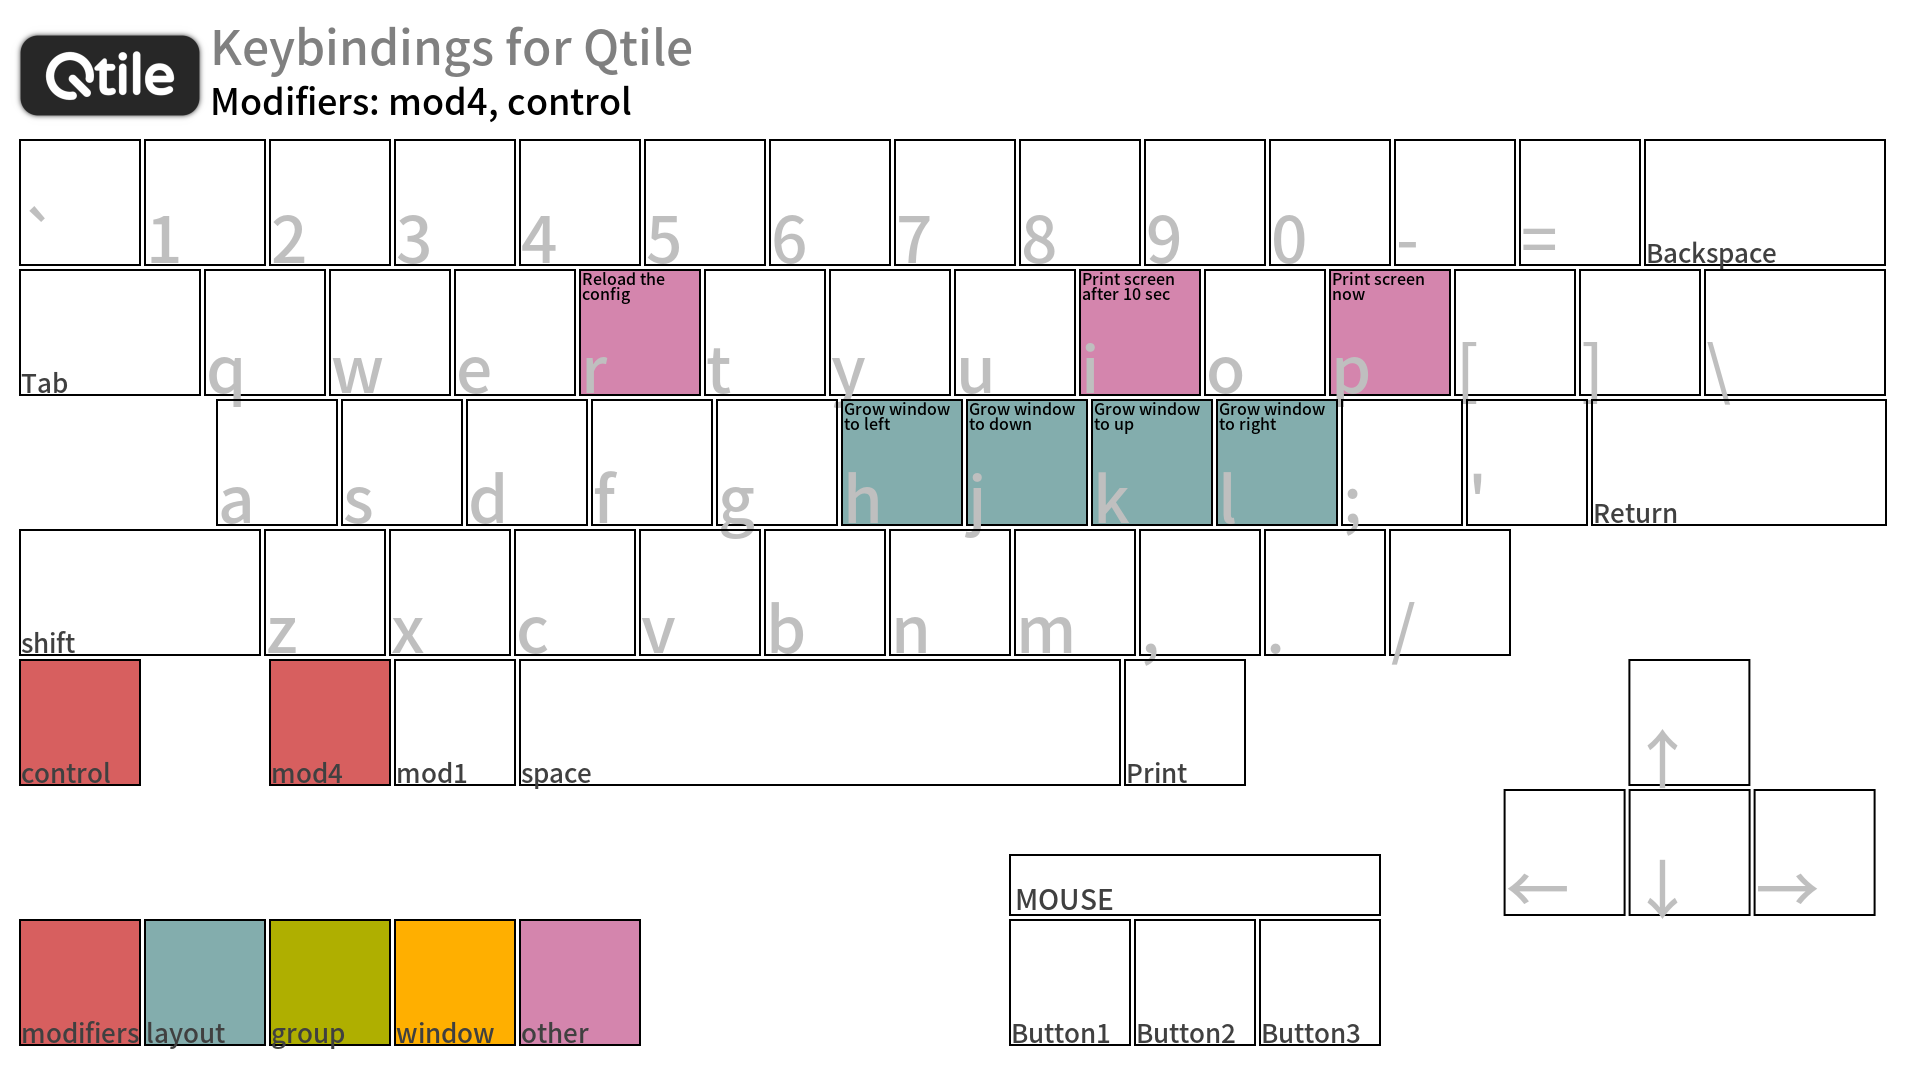 Qtile
Keybindings for Qtile
Modifiers: mod4, control
` 1 2 3 4 5 6 7 8 9 0 - = Backspace
Reload the
config
Print screen
after 10 sec
Print screen
now
Tab q w e r t y u i o p [ ] \
Grow window
to left
Grow window
to down
Grow window
to up
Grow window
to right
a s d f g h j k l ; ' Return
shift z x c v b n m , . /
control mod4 mod1 space Print
↑
← ↓ →
MOUSE
modifiers layout group window other
Button1 Button2 Button3